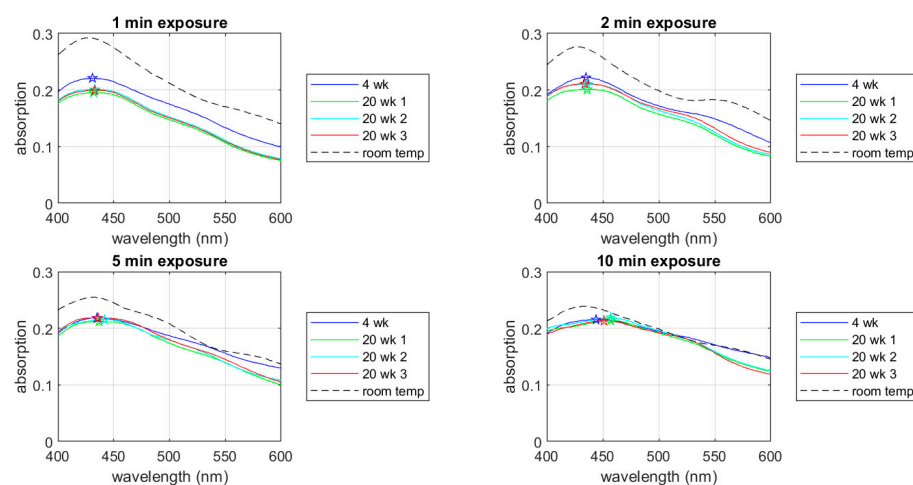 1 min exposure
0.3
0.2
0.1
0
absorption
400
450
500
550
600
wavelength (nm)
4 wk
20 wk 1
20 wk 2
20 wk 3
room temp
2 min exposure
0.3
0.2
0.1
0
absorption
400
450
500
550
600
wavelength (nm)
4 wk
20 wk 1
20 wk 2
20 wk 3
room temp
5 min exposure
0.3
0.2
0.1
0
absorption
400
450
500
550
600
wavelength (nm)
4 wk
20 wk 1
20 wk 2
20 wk 3
room temp
10 min exposure
0.3
0.2
0.1
0
absorption
400
450
500
550
600
wavelength (nm)
4 wk
20 wk 1
20 wk 2
20 wk 3
room temp